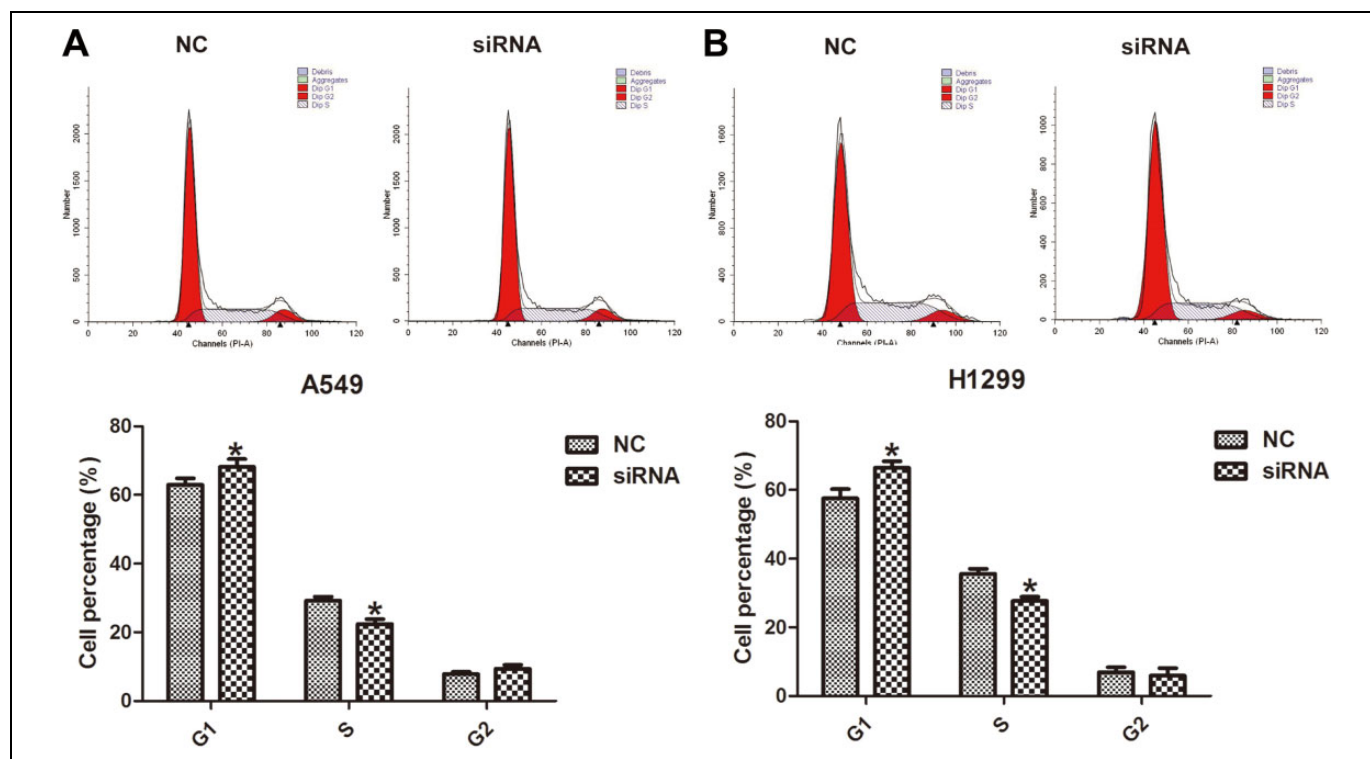 A
NC
siRNA
B
NC
siRNA
Debris
Aggregates
Dip G1
Dip G2
Dip S
Debris
Aggregates
Dip G1
Dip G2
Dip S
Debris
Aggregates
Dip G1
Dip G2
Dip S
Debris
Aggregates
Dip G1
Dip G2
Dip S
Number
0 500 1000 1500 2000
0 20 40 60 80 100 120
Channels (PI-A)
Number
0 500 1000 1500 2000
0 20 40 60 80 100 120
Channels (PI-A)
Number
0 400 800 1200 1600
0 20 40 60 80 100 120
Channels (PI-A)
Number
0 200 400 600 800 1000
0 20 40 60 80 100 120
Channels (PI-A)
A549
Cell percentage (%)
80
60
40
20
0
* *
NC
siRNA
G1 S G2
H1299
Cell percentage (%)
80
60
40
20
0
* *
NC
siRNA
G1 S G2